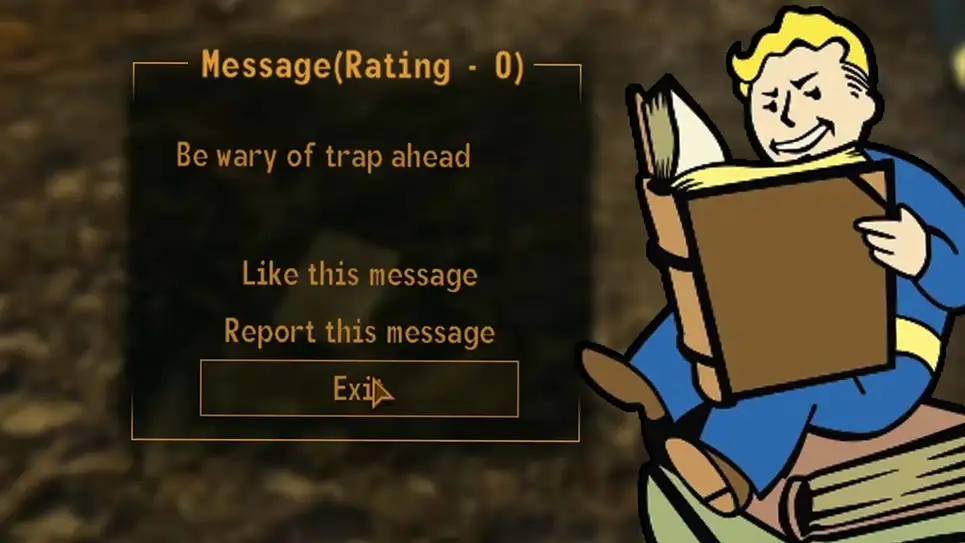 Message(Rating - 0)
Be wary of trap ahead
Like this message
Report this message
Exit